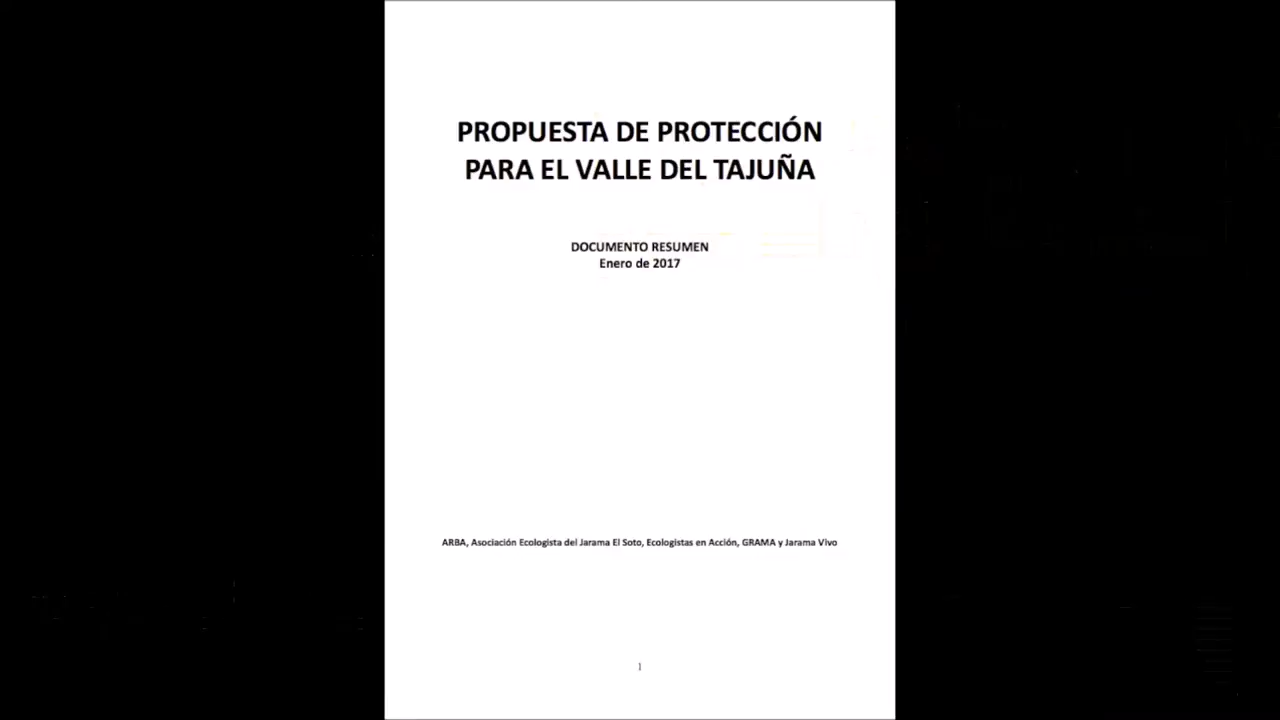 PROPUESTA DE PROTECCIÓN
PARA EL VALLE DEL TAJUÑA
DOCUMENTO RESUMEN
Enero de 2017
ARBA, Asociación Ecologista del Jarama El Soto, Ecologistas en Acción, GRAMA y Jarama Vivo
1